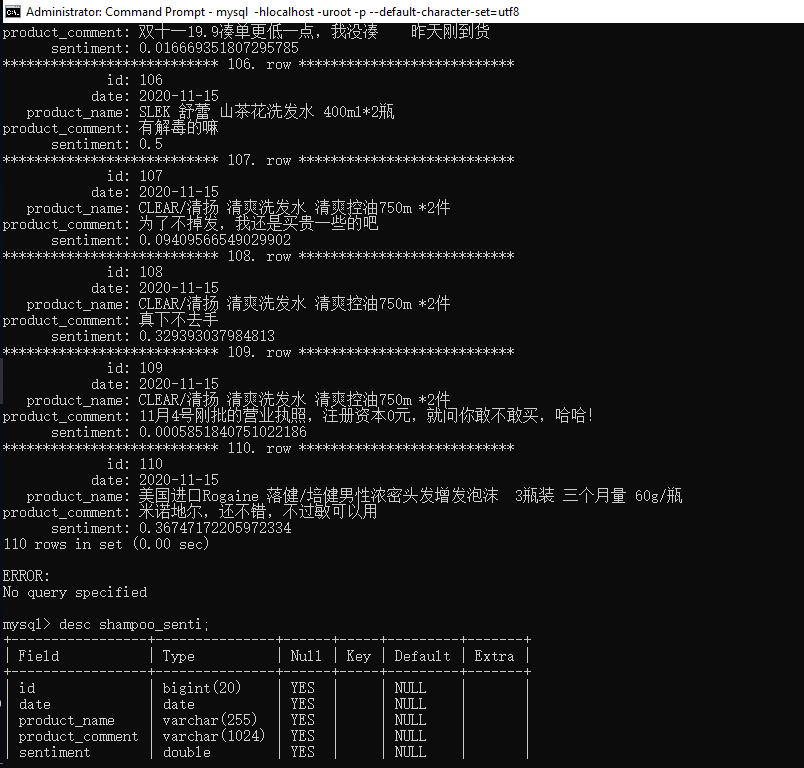 Administrator: Command Prompt - mysql -hlocalhost -uroot -p --default-character-set=utf8
product_comment: 双十一19.9凑单更低一点，我没凑    昨天刚到货
sentiment: 0.016669351807295785
*************************** 106. row ***************************
id: 106
date: 2020-11-15
product_name: SLEK 舒蕾 山茶花洗发水 400ml*2瓶
product_comment: 有解毒的嘛
sentiment: 0.5
*************************** 107. row ***************************
id: 107
date: 2020-11-15
product_name: CLEAR/清扬 清爽洗发水 清爽控油750m *2件
product_comment: 为了不掉发，我还是买贵一些的吧
sentiment: 0.09409566549029902
*************************** 108. row ***************************
id: 108
date: 2020-11-15
product_name: CLEAR/清扬 清爽洗发水 清爽控油750m *2件
product_comment: 真下不去手
sentiment: 0.329393037984813
*************************** 109. row ***************************
id: 109
date: 2020-11-15
product_name: CLEAR/清扬 清爽洗发水 清爽控油750m *2件
product_comment: 11月4号刚批的营业执照，注册资本0元，就问你敢不敢买，哈哈！
sentiment: 0.0005851840751022186
*************************** 110. row ***************************
id: 110
date: 2020-11-15
product_name: 美国进口Rogaine 落健/培健男性浓密头发增发泡沫  3瓶装 三个月量 60g/瓶
product_comment: 米诺地尔，还不错，不过敏可以用
sentiment: 0.36747172205972334
110 rows in set (0.00 sec)
ERROR:
No query specified
mysql> desc shampoo_senti;
+-----------------+---------------+------+-----+---------+-------+
| Field           | Type          | Null | Key | Default | Extra |
+-----------------+---------------+------+-----+---------+-------+
| id              | bigint(20)    | YES  |     | NULL    |       |
| date            | date          | YES  |     | NULL    |       |
| product_name    | varchar(255)  | YES  |     | NULL    |       |
| product_comment | varchar(1024) | YES  |     | NULL    |       |
| sentiment       | double        | YES  |     | NULL    |       |